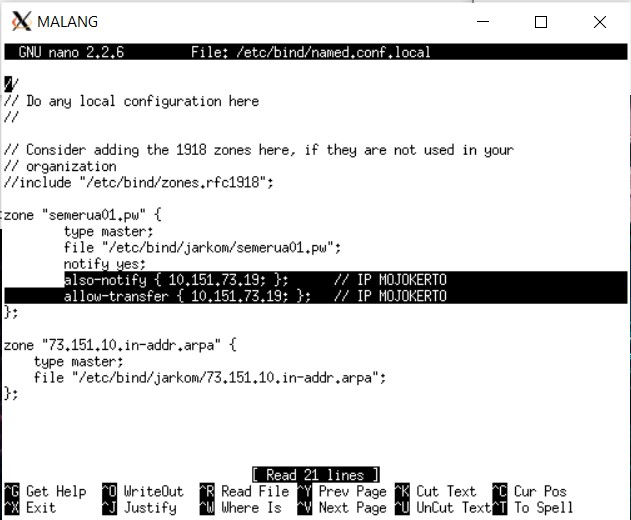 MALANG
GNU nano 2.2.6 File: /etc/bind/named.conf.local
//
// Do any local configuration here
//
// Consider adding the 1918 zones here, if they are not used in your
// organization
//include "/etc/bind/zones.rfc1918";
zone "semerua01.pw" {
type master;
file "/etc/bind/jarkom/semerua01.pw";
notify yes;
also-notify { 10.151.73.19; }; // IP MOJOKERTO
allow-transfer { 10.151.73.19; }; // IP MOJOKERTO
};
zone "73.151.10.in-addr.arpa" {
type master;
file "/etc/bind/jarkom/73.151.10.in-addr.arpa";
};
[ Read 21 lines ]
^G Get Help ^O WriteOut ^R Read File ^Y Prev Page ^K Cut Text ^C Cur Pos
^X Exit ^J Justify ^W Where Is ^V Next Page ^U UnCut Text ^T To Spell